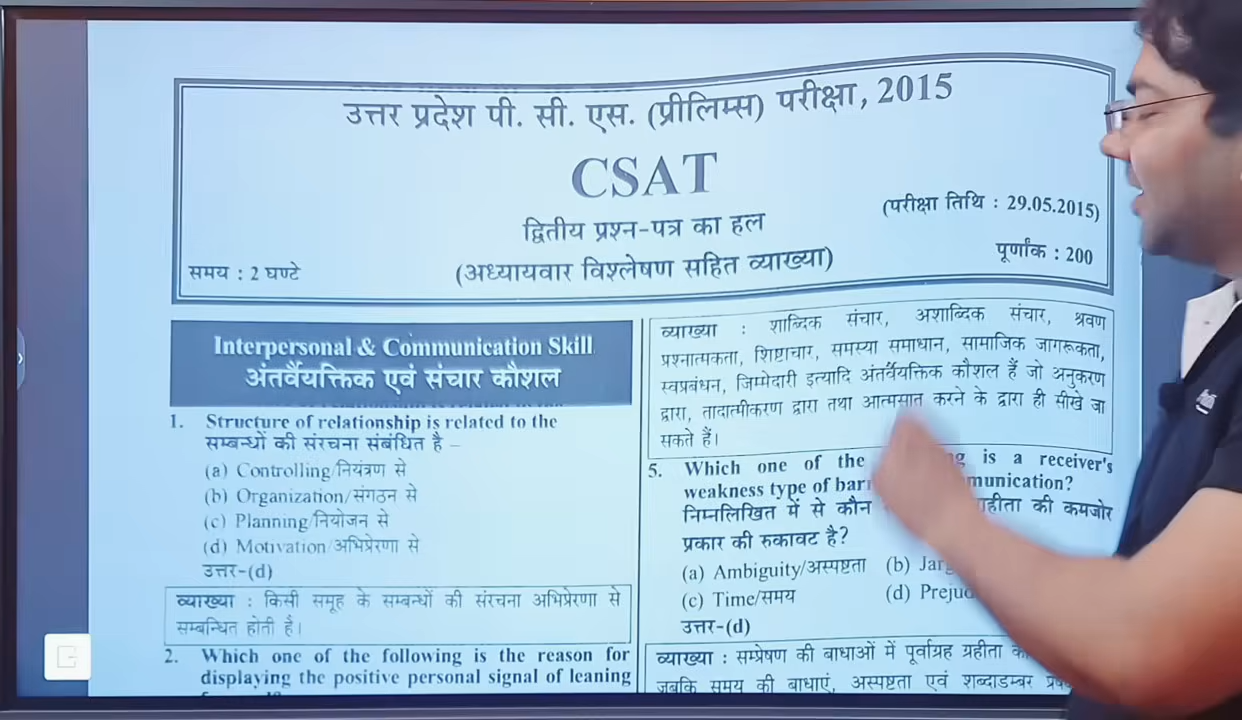 उत्तर प्रदेश पी. सी. एस. (प्रीलिम्स) परीक्षा, 2015
CSAT
(परीक्षा तिथि : 29.05.2015)
द्वितीय प्रश्न-पत्र का हल
समय : 2 घण्टे
(अध्यायवार विश्लेषण सहित व्याख्या)
पूर्णांक : 200
Interpersonal & Communication Skill
अंतर्वैयक्तिक एवं संचार कौशल
1. Structure of relationship is related to the
सम्बन्धों की संरचना संबंधित है –
(a) Controlling/नियंत्रण से
(b) Organization/संगठन से
(c) Planning/नियोजन से
(d) Motivation/अभिप्रेरणा से
उत्तर-(d)
व्याख्या : किसी समूह के सम्बन्धों की संरचना अभिप्रेरणा से
सम्बन्धित होती है।
2. Which one of the following is the reason for
displaying the positive personal signal of leaning
व्याख्या : शाब्दिक संचार, अशाब्दिक संचार, श्रवण
प्रश्नात्मकता, शिष्टाचार, समस्या समाधान, सामाजिक जागरूकता,
स्वप्रबंधन, जिम्मेदारी इत्यादि अंतर्वैयक्तिक कौशल हैं जो अनुकरण
द्वारा, तादात्मीकरण द्वारा तथा आत्मसात करने के द्वारा ही सीखे जा
सकते हैं।
5. Which one of the is a receiver's
weakness type of
निम्नलिखित में से कौन की कमजोर
प्रकार की रुकावट है?
(a) Ambiguity/अस्पष्टता (b)
(c) Time/समय (d)
उत्तर-(d)
व्याख्या : सम्प्रेषण की बाधाओं में पूर्वाग्रह ग्रहीता
जबकि समय की बाधाएं, अस्पष्टता एवं शब्दाडम्बर